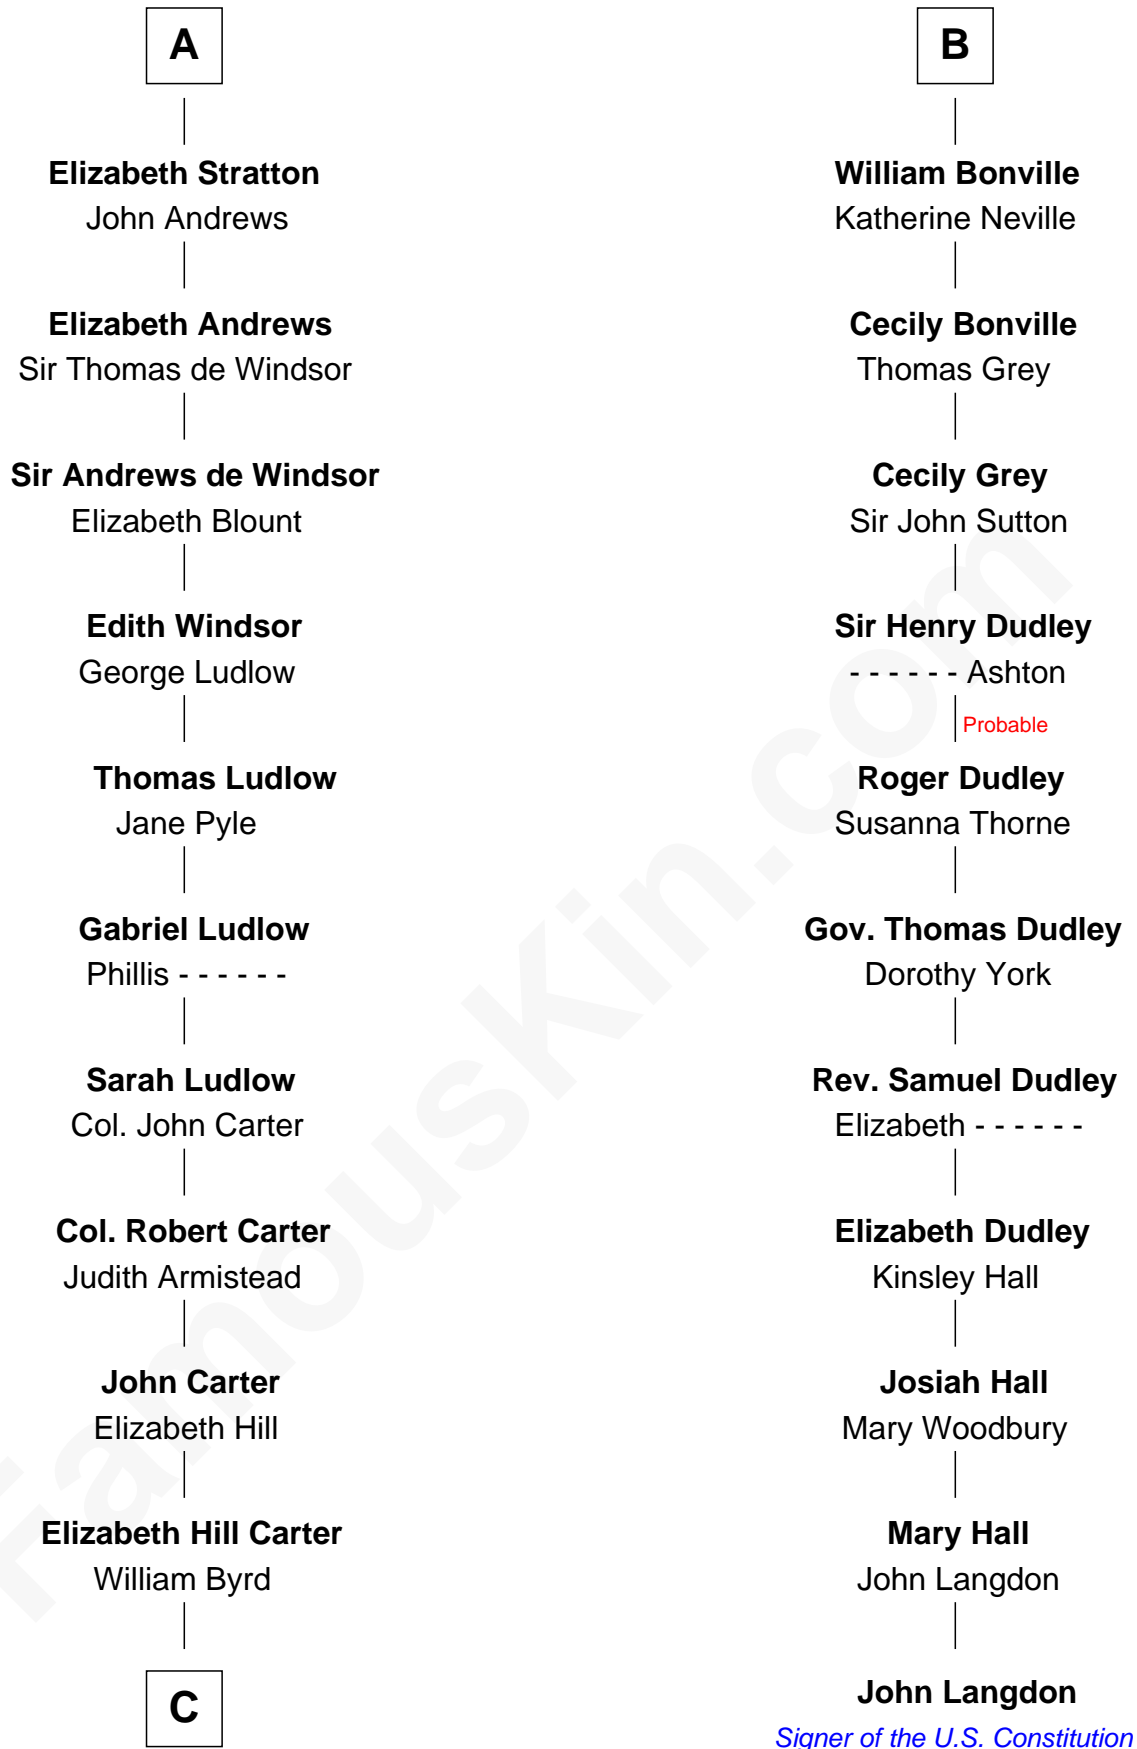 A
Elizabeth Stratton
John Andrews
Elizabeth Andrews
Sir Thomas de Windsor
Sir Andrews de Windsor
Elizabeth Blount
Edith Windsor
George Ludlow
Thomas Ludlow
Jane Pyle
Gabriel Ludlow
Phillis - - - - - -
Sarah Ludlow
Col. John Carter
Col. Robert Carter
Judith Armistead
John Carter
Elizabeth Hill
Elizabeth Hill Carter
William Byrd
C
B
William Bonville
Katherine Neville
Cecily Bonville
Thomas Grey
Cecily Grey
Sir John Sutton
Sir Henry Dudley
- - - - - - Ashton
Probable
Roger Dudley
Susanna Thorne
Gov. Thomas Dudley
Dorothy York
Rev. Samuel Dudley
Elizabeth - - - - - -
Elizabeth Dudley
Kinsley Hall
Josiah Hall
Mary Woodbury
Mary Hall
John Langdon
John Langdon
Signer of the U.S. Constitution
FamousKin.com